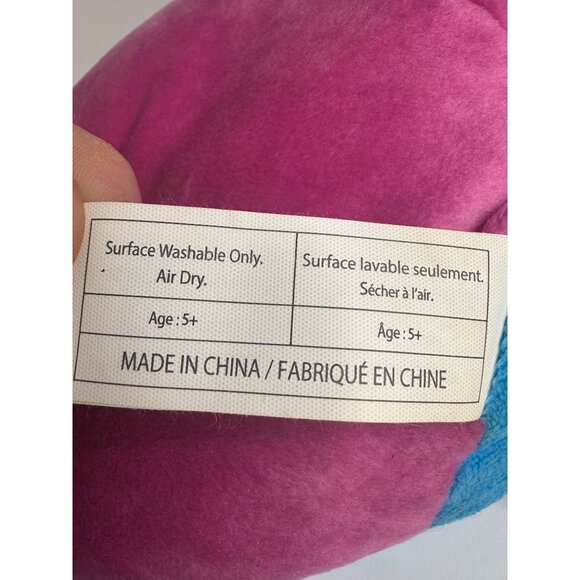 Surface Washable Only.
Air Dry.
Surface lavable seulement.
Sécher à l'air.
Age : 5+
Âge : 5+
MADE IN CHINA / FABRIQUÉ EN CHINE